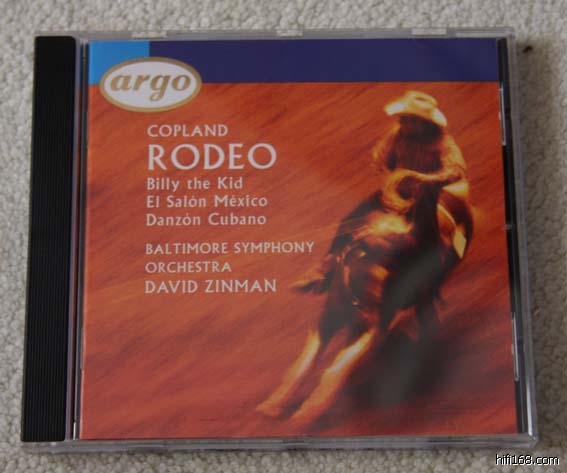 argo
COPLAND
RODEO
Billy the Kid
El Salón México
Danzón Cubano
BALTIMORE SYMPHONY
ORCHESTRA
DAVID ZINMAN
hifi168.com